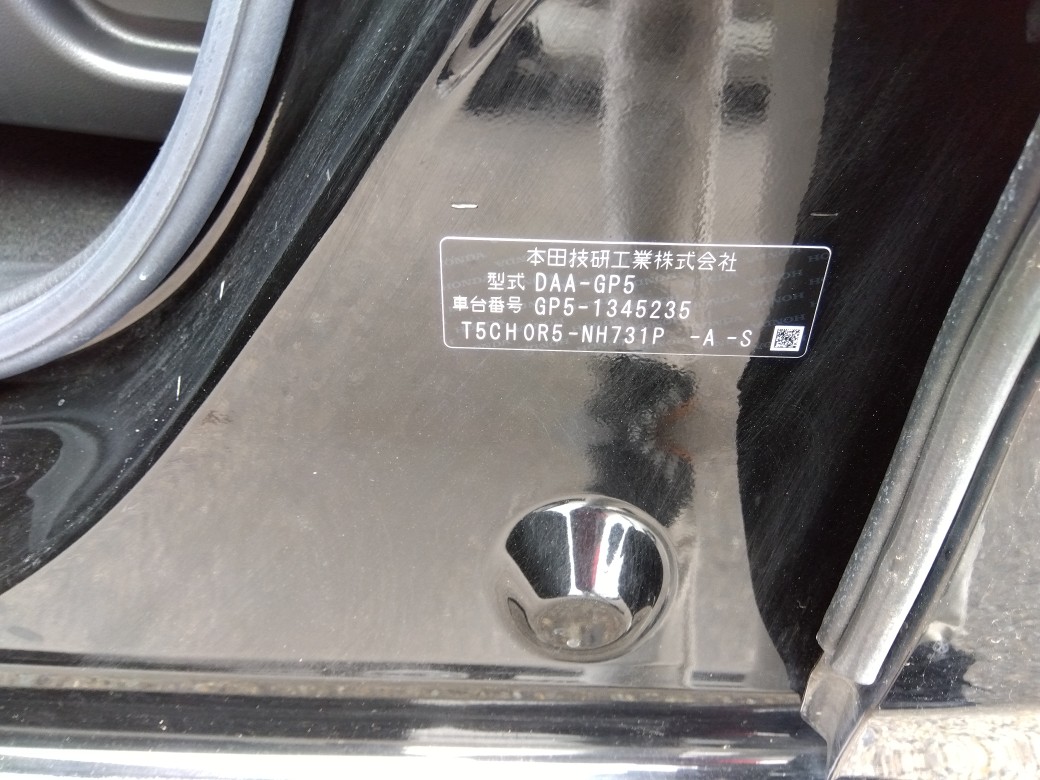 本田技研工業株式会社
型式 DAA-GP5
車台番号 GP5-1345235
T5CH0R5-NH731P -A -S